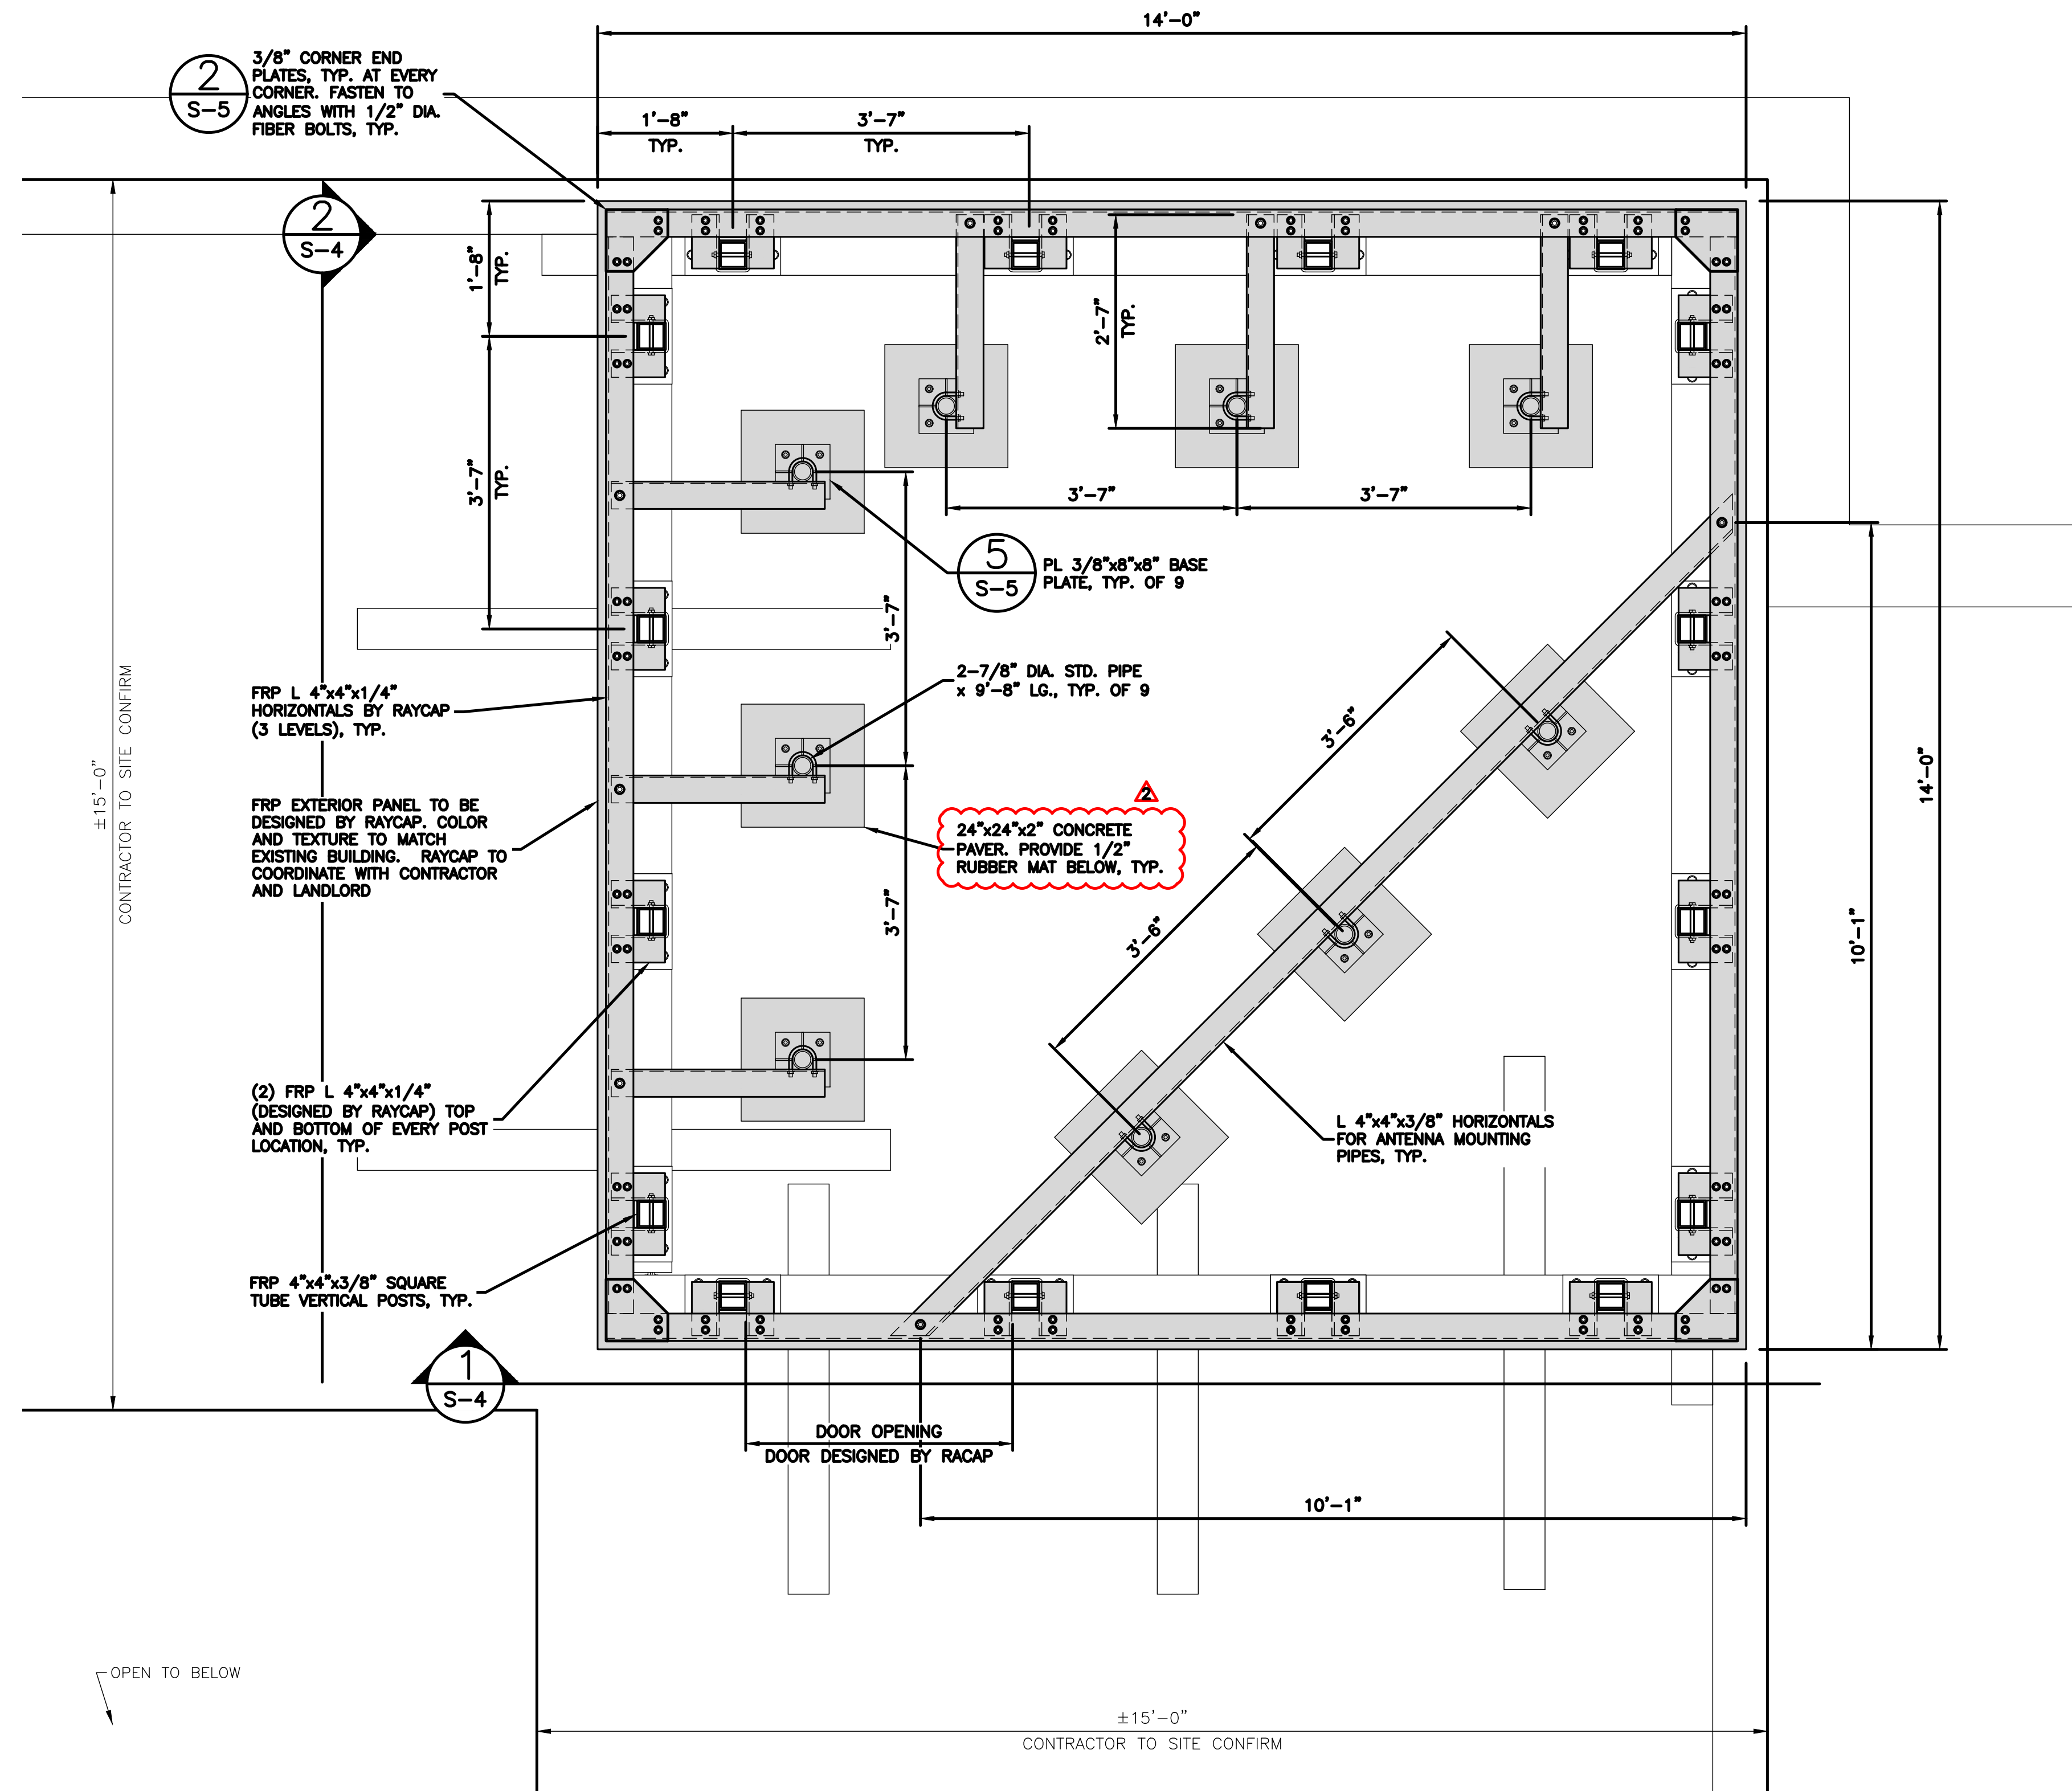 14'-0"
2
S-5
3/8" CORNER END
PLATES, TYP. AT EVERY
CORNER. FASTEN TO
ANGLES WITH 1/2" DIA.
FIBER BOLTS, TYP.
1'-8"
TYP.
3'-7"
TYP.
2
S-4
1'-8"
TYP.
2'-7"
TYP.
3'-7"
TYP.
3'-7"
3'-7"
5
S-5
PL 3/8"x8"x8" BASE
PLATE, TYP. OF 9
3'-7"
2-7/8" DIA. STD. PIPE
x 9'-8" LG., TYP. OF 9
FRP L 4"x4"x1/4"
HORIZONTALS BY RAYCAP
(3 LEVELS), TYP.
3'-6"
±15'-0"
CONTRACTOR TO SITE CONFIRM
14'-0"
2
FRP EXTERIOR PANEL TO BE
DESIGNED BY RAYCAP. COLOR
AND TEXTURE TO MATCH
EXISTING BUILDING. RAYCAP TO
COORDINATE WITH CONTRACTOR
AND LANDLORD
24"x24"x2" CONCRETE
PAVER. PROVIDE 1/2"
RUBBER MAT BELOW, TYP.
3'-7"
3'-6"
10'-1"
(2) FRP L 4"x4"x1/4"
(DESIGNED BY RAYCAP) TOP
AND BOTTOM OF EVERY POST
LOCATION, TYP.
L 4"x4"x3/8" HORIZONTALS
FOR ANTENNA MOUNTING
PIPES, TYP.
FRP 4"x4"x3/8" SQUARE
TUBE VERTICAL POSTS, TYP.
1
S-4
DOOR OPENING
DOOR DESIGNED BY RACAP
10'-1"
OPEN TO BELOW
±15'-0"
CONTRACTOR TO SITE CONFIRM